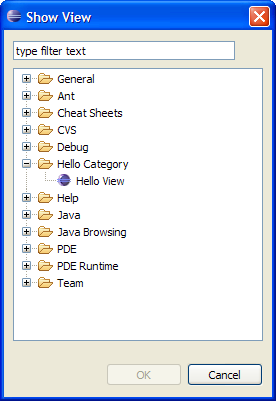 Show View
type filter text
General
Ant
Cheat Sheets
CVS
Debug
Hello Category
Hello View
Help
Java
Java Browsing
PDE
PDE Runtime
Team
OK
Cancel